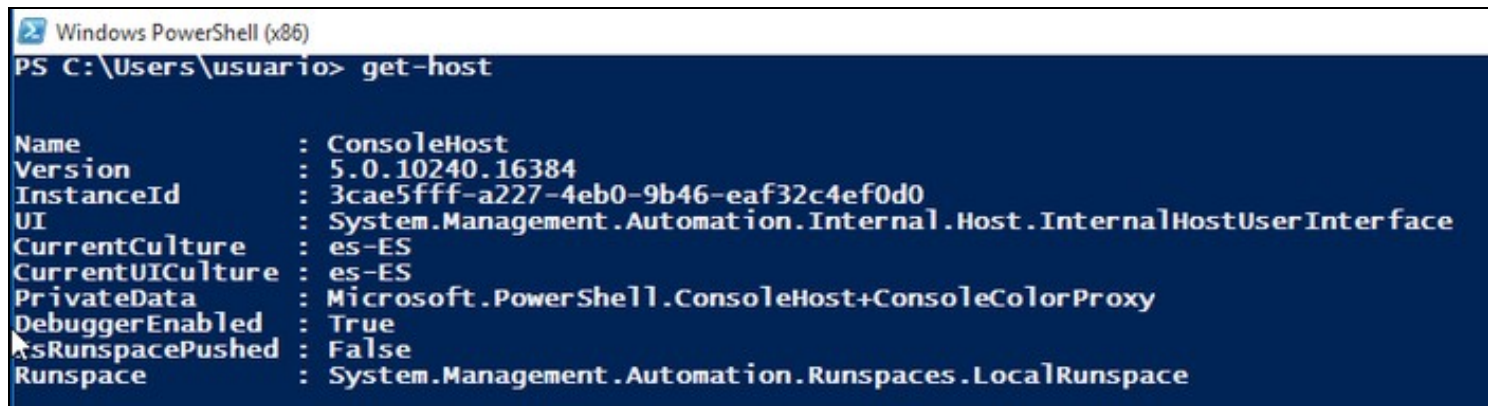 Windows PowerShell (x86)
PS C:\Users\usuario> get-host
Name : ConsoleHost
Version : 5.0.10240.16384
InstanceId : 3cae5fff-a227-4eb0-9b46-eaf32c4ef0d0
UI : System.Management.Automation.Internal.Host.InternalHostUserInterface
CurrentCulture : es-ES
CurrentUICulture : es-ES
PrivateData : Microsoft.PowerShell.ConsoleHost+ConsoleColorProxy
DebuggerEnabled : True
IsRunspacePushed : False
Runspace : System.Management.Automation.Runspaces.LocalRunspace